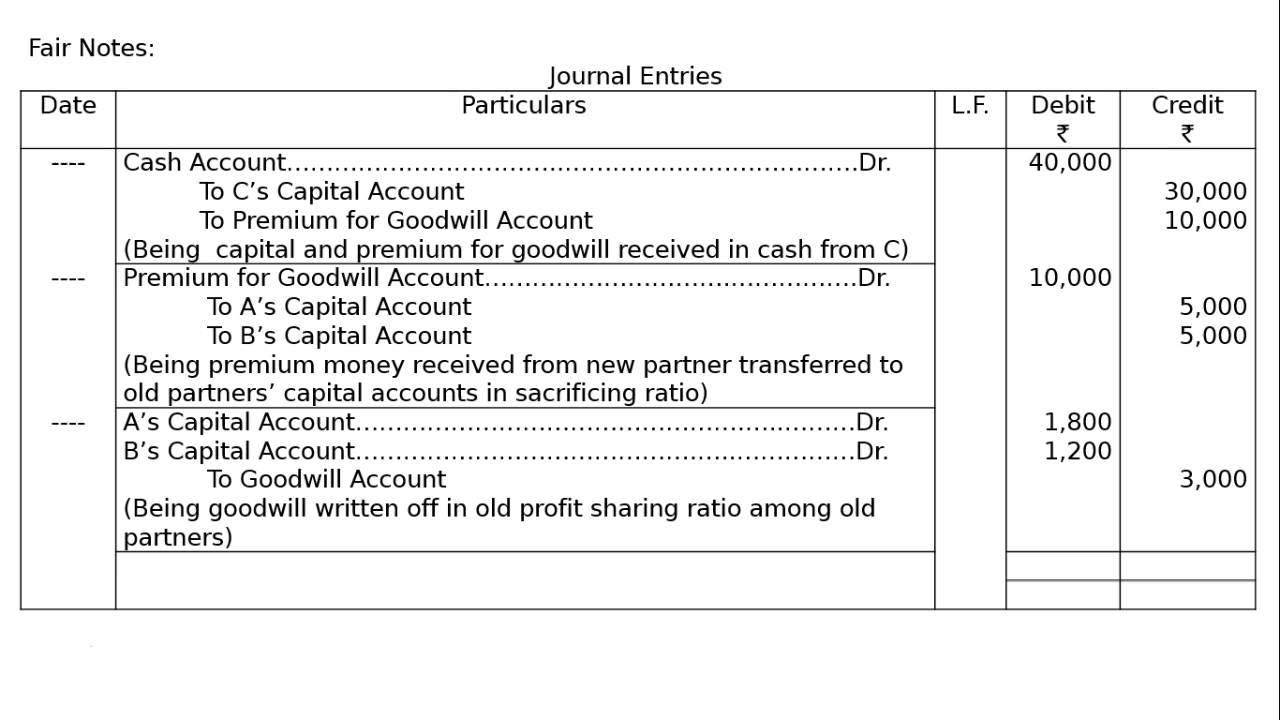 Fair Notes:
Journal Entries
Date Particulars L.F. Debit Credit
₹ ₹
---- Cash Account……………………………………………………………….Dr. 40,000
To C’s Capital Account 30,000
To Premium for Goodwill Account 10,000
(Being  capital and premium for goodwill received in cash from C)
---- Premium for Goodwill Account………………………………………..Dr. 10,000
To A’s Capital Account 5,000
To B’s Capital Account 5,000
(Being premium money received from new partner transferred to
old partners’ capital accounts in sacrificing ratio)
---- A’s Capital Account………………………………………………………Dr. 1,800
B’s Capital Account………………………………………………………Dr. 1,200
To Goodwill Account 3,000
(Being goodwill written off in old profit sharing ratio among old
partners)